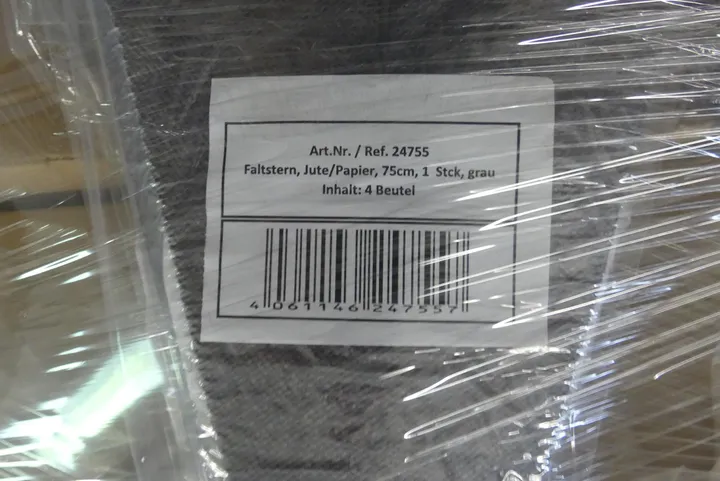 Art.Nr. / Ref. 24755
Faltstern, Jute/Papier, 75cm, 1 Stck, grau
Inhalt: 4 Beutel
4 061146 247557